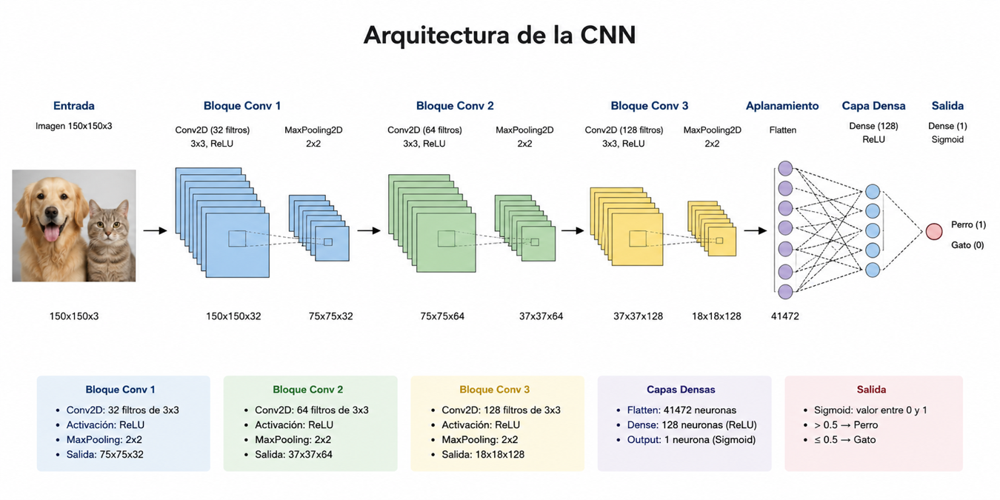 Arquitectura de la CNN
Entrada
Imagen 150x150x3
150x150x3
Bloque Conv 1
Conv2D (32 filtros)
3x3, ReLU
MaxPooling2D
2x2
150x150x32
75x75x32
Bloque Conv 2
Conv2D (64 filtros)
3x3, ReLU
MaxPooling2D
2x2
75x75x64
37x37x64
Bloque Conv 3
Conv2D (128 filtros)
3x3, ReLU
MaxPooling2D
2x2
37x37x128
18x18x128
Aplanamiento
Flatten
41472
Capa Densa
Dense (128)
ReLU
Salida
Dense (1)
Sigmoid
Perro (1)
Gato (0)
Bloque Conv 1
• Conv2D: 32 filtros de 3x3
• Activación: ReLU
• MaxPooling: 2x2
• Salida: 75x75x32
Bloque Conv 2
• Conv2D: 64 filtros de 3x3
• Activación: ReLU
• MaxPooling: 2x2
• Salida: 37x37x64
Bloque Conv 3
• Conv2D: 128 filtros de 3x3
• Activación: ReLU
• MaxPooling: 2x2
• Salida: 18x18x128
Capas Densas
• Flatten: 41472 neuronas
• Dense: 128 neuronas (ReLU)
• Output: 1 neurona (Sigmoid)
Salida
• Sigmoid: valor entre 0 y 1
• > 0.5 → Perro
• ≤ 0.5 → Gato